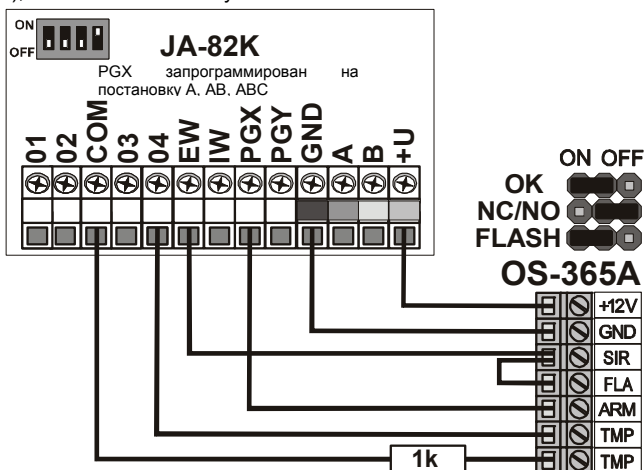 ON
OFF
JA-82K
PGX запрограммирован на
постановку A, AB, ABC
01 02 COM 03 04 EW IW PGX PGY GND A B +U
ON OFF
OK
NC/NO
FLASH
OS-365A
+12V
GND
SIR
FLA
ARM
TMP
TMP
1k